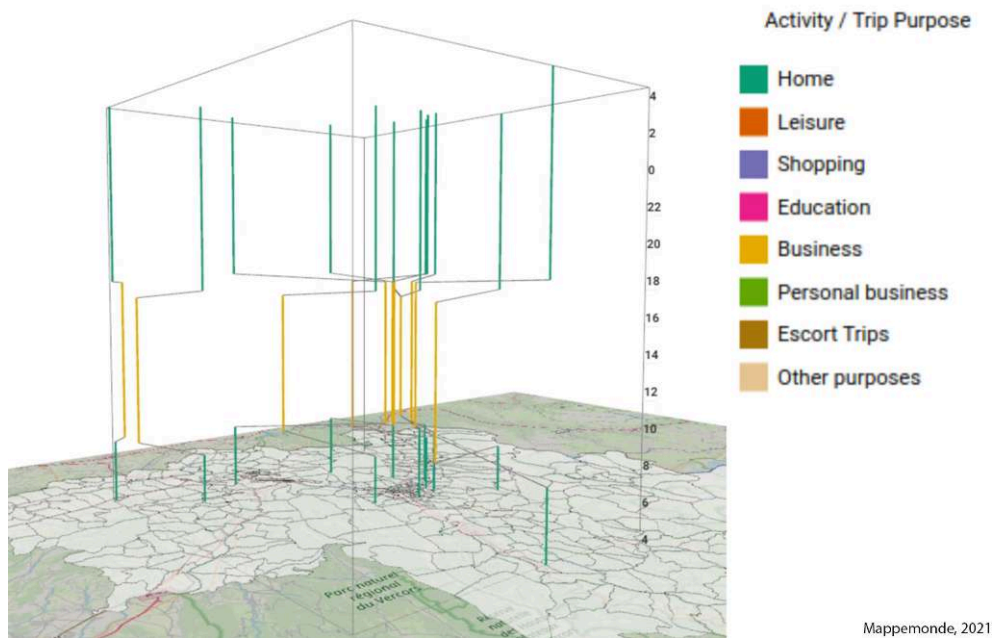 Activity / Trip Purpose
Home
Leisure
Shopping
Education
Business
Personal business
Escort Trips
Other purposes
4
2
0
22
20
18
16
14
12
10
8
6
4
Parc naturel
régional
du Vercors
Mappemonde, 2021